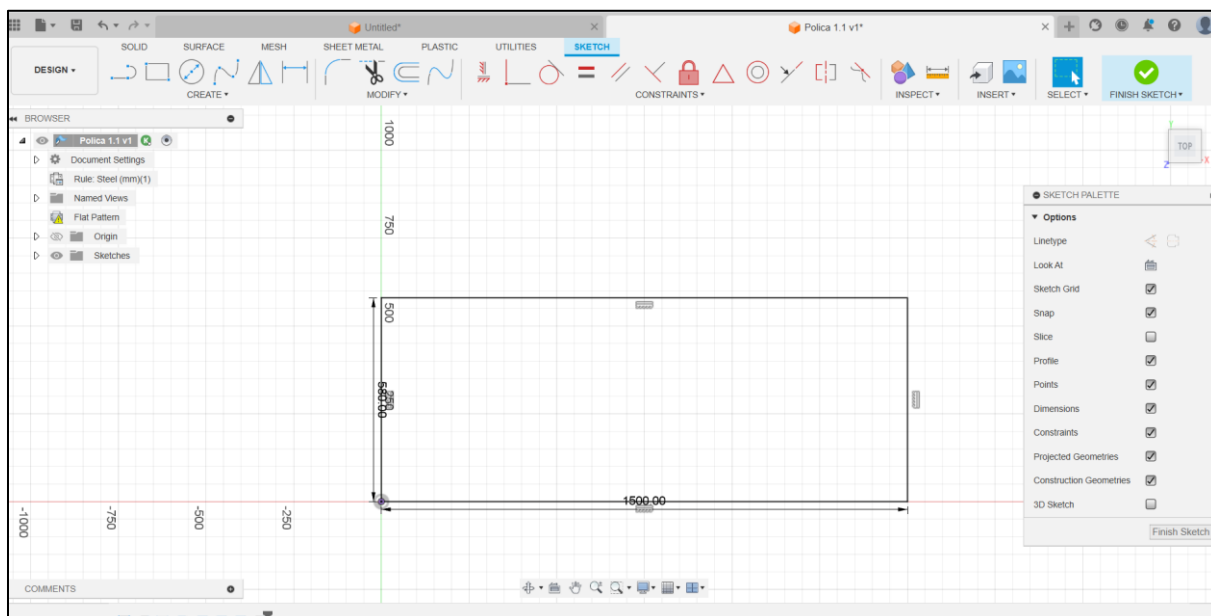 Untitled*
Polica 1.1 v1*
DESIGN
SOLID
SURFACE
MESH
SHEET METAL
PLASTIC
UTILITIES
SKETCH
CREATE
MODIFY
CONSTRAINTS
INSPECT
INSERT
SELECT
FINISH SKETCH
BROWSER
Polica 1.1 v1
Document Settings
Rule: Steel (mm)(1)
Named Views
Flat Pattern
Origin
Sketches
1000
750
500
250
580.00
1500.00
-250
-500
-750
-1000
TOP
X
Y
Z
SKETCH PALETTE
Options
Linetype
Look At
Sketch Grid
Snap
Slice
Profile
Points
Dimensions
Constraints
Projected Geometries
Construction Geometries
3D Sketch
Finish Sketch
COMMENTS